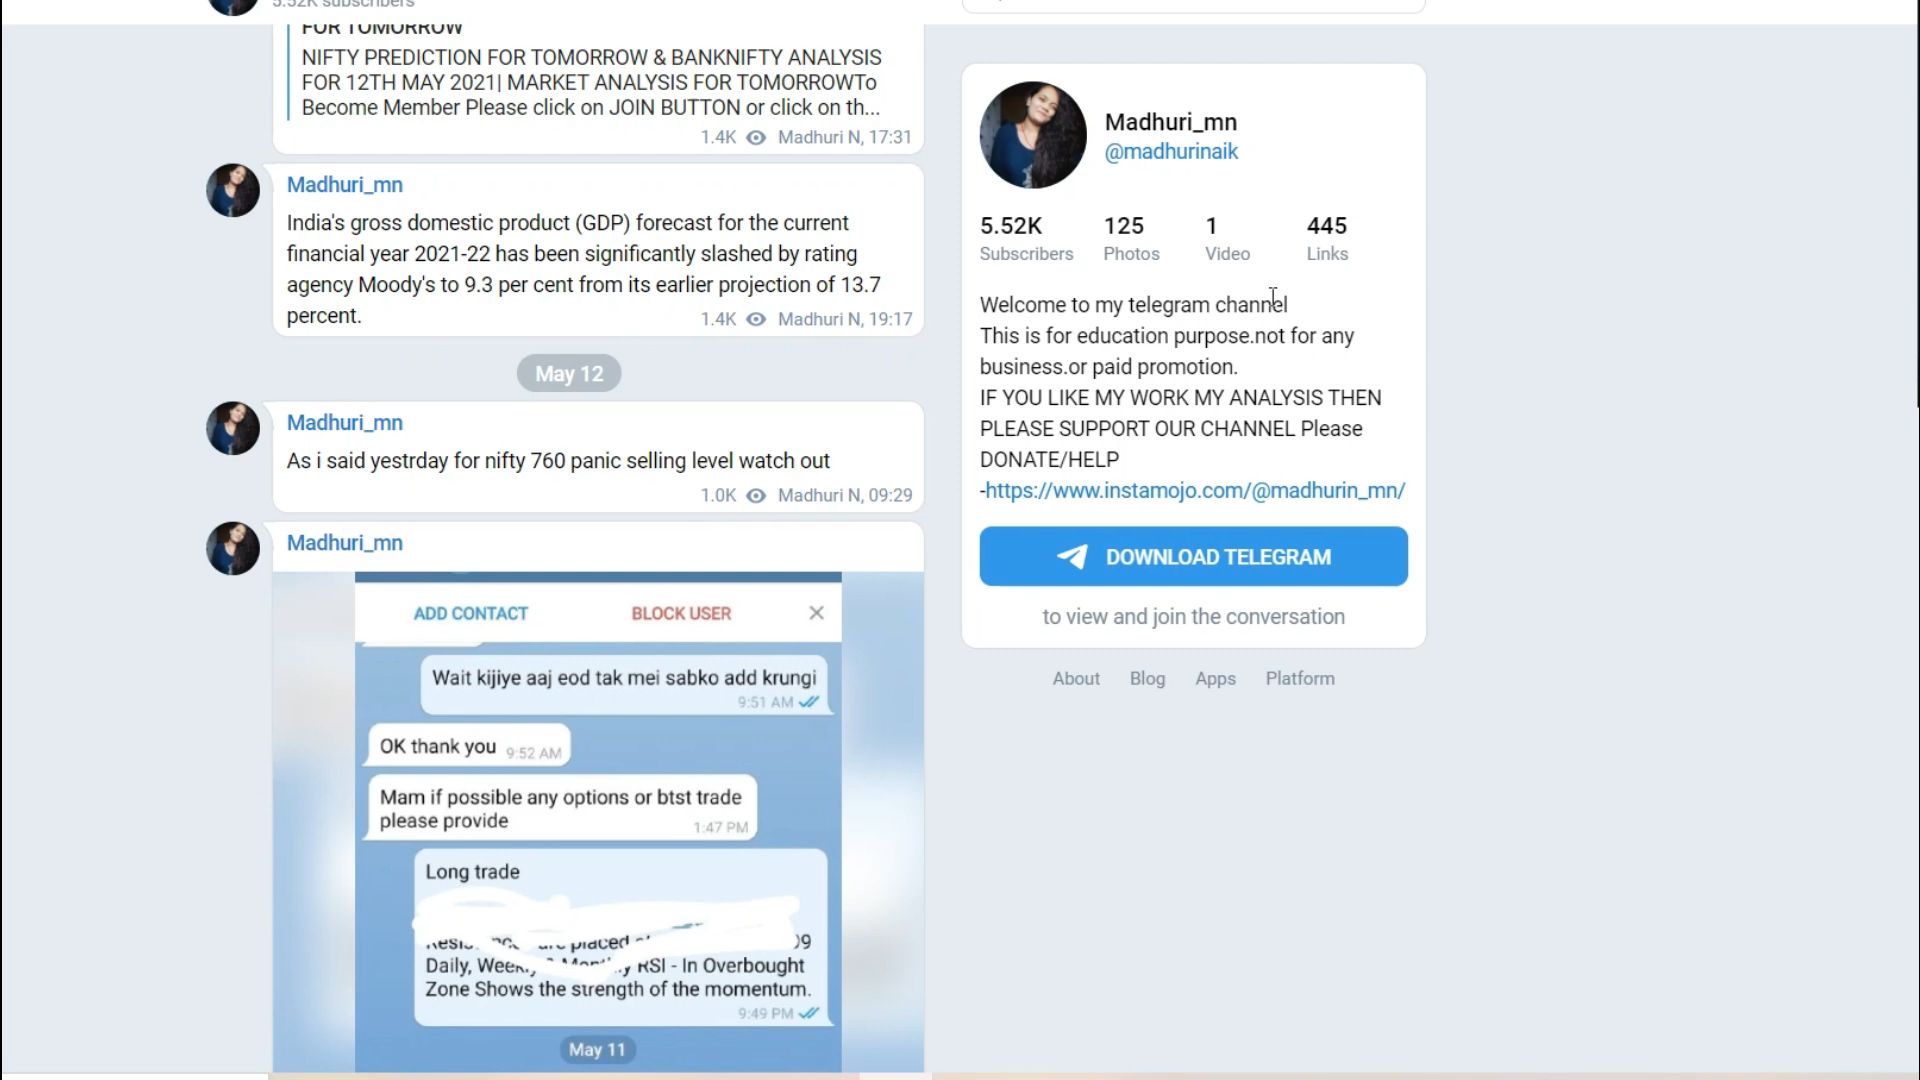 5.52K subscribers
FOR TOMORROW
NIFTY PREDICTION FOR TOMORROW & BANKNIFTY ANALYSIS
FOR 12TH MAY 2021| MARKET ANALYSIS FOR TOMORROWTo
Become Member Please click on JOIN BUTTON or click on th...
1.4K Madhuri N, 17:31
Madhuri_mn
India's gross domestic product (GDP) forecast for the current
financial year 2021-22 has been significantly slashed by rating
agency Moody's to 9.3 per cent from its earlier projection of 13.7
percent.
1.4K Madhuri N, 19:17
May 12
Madhuri_mn
As i said yestrday for nifty 760 panic selling level watch out
1.0K Madhuri N, 09:29
Madhuri_mn
ADD CONTACT BLOCK USER
Wait kijiye aaj eod tak mei sabko add krungi
9:51 AM
OK thank you 9:52 AM
Mam if possible any options or btst trade
please provide
1:47 PM
Long trade
placed
Daily, RSI - In Overbought
Zone Shows the strength of the momentum.
9:49 PM
May 11
Madhuri_mn
@madhurinaik
5.52K 125 1 445
Subscribers Photos Video Links
Welcome to my telegram channel
This is for education purpose.not for any
business.or paid promotion.
IF YOU LIKE MY WORK MY ANALYSIS THEN
PLEASE SUPPORT OUR CHANNEL Please
DONATE/HELP
-https://www.instamojo.com/@madhurin_mn/
DOWNLOAD TELEGRAM
to view and join the conversation
About Blog Apps Platform